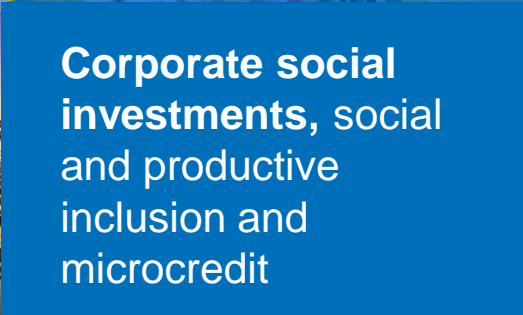 Corporate social
investments, social
and productive
inclusion and
microcredit